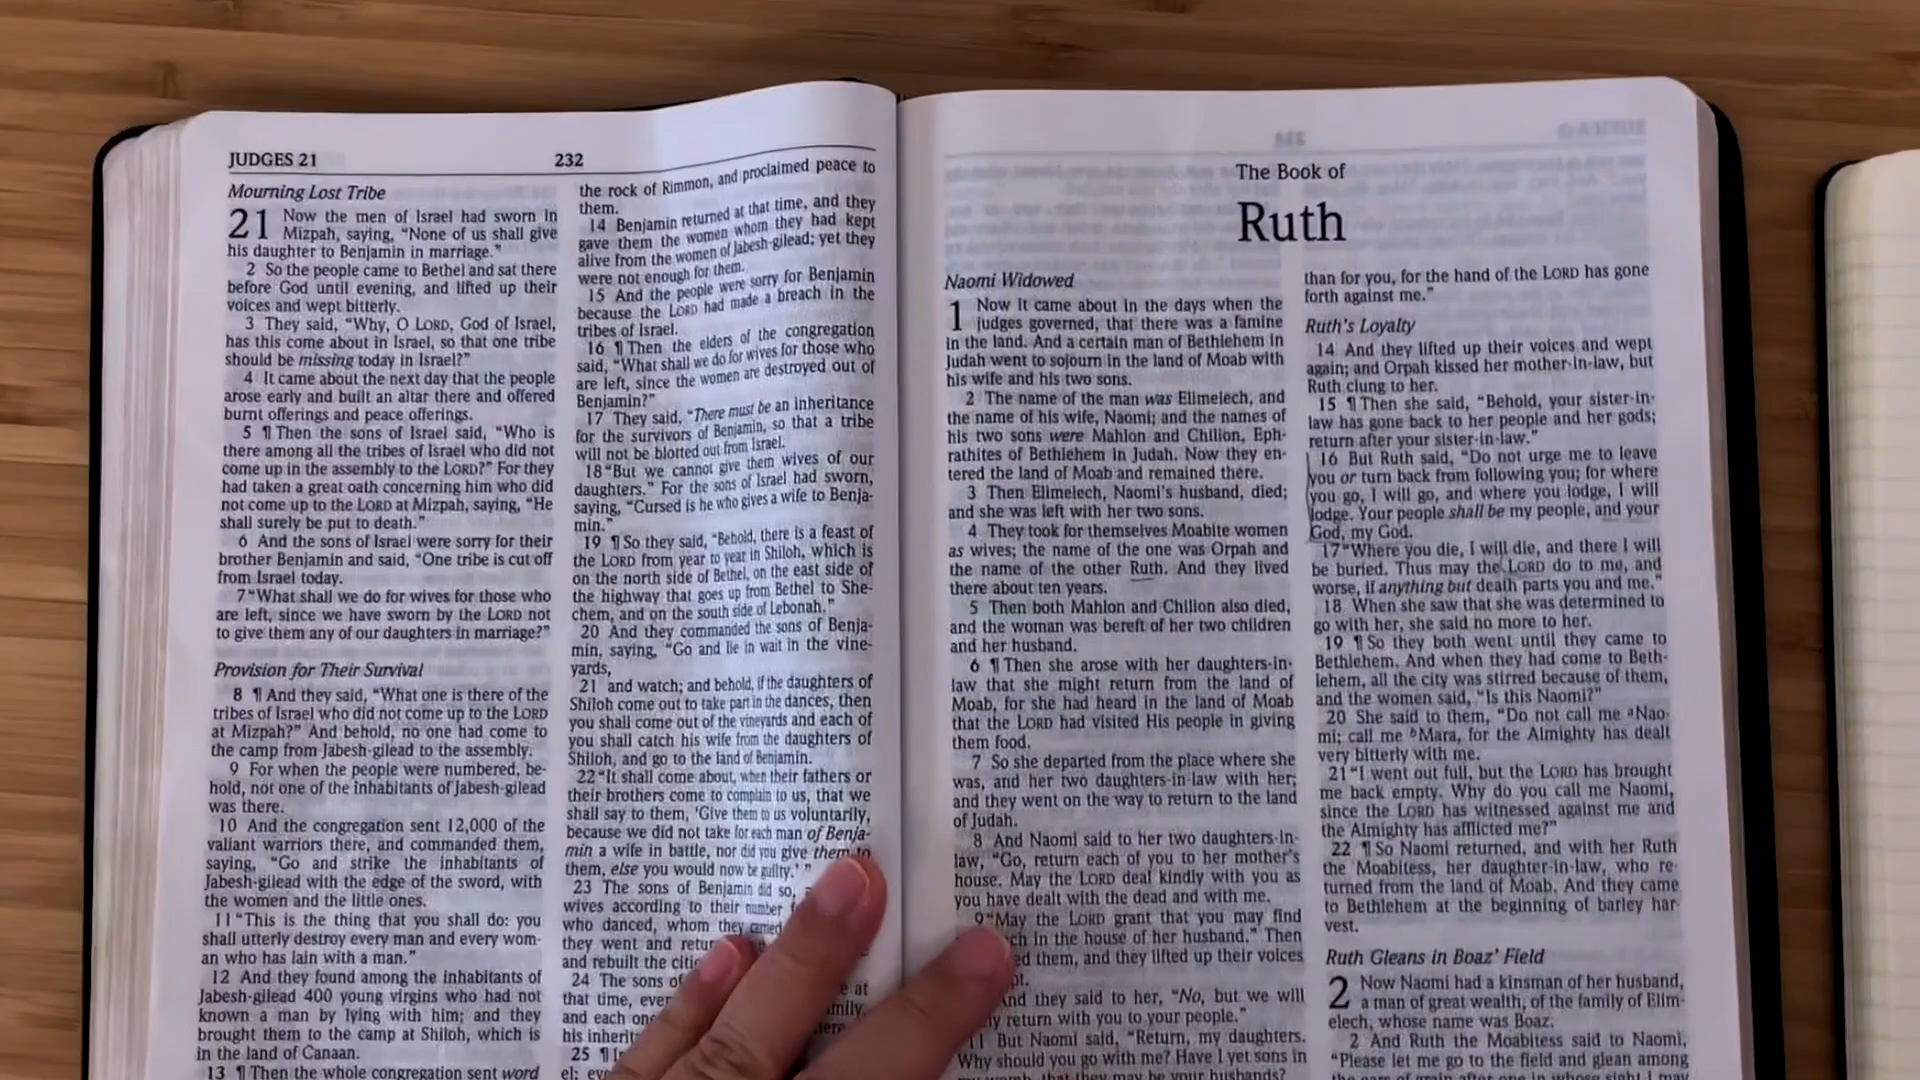 JUDGES 21
232
Mourning Lost Tribe
21 Now the men of Israel had sworn in
Mizpah, saying, “None of us shall give
his daughter to Benjamin in marriage.”
2 So the people came to Bethel and sat there
before God until evening, and lifted up their
voices and wept bitterly.
3 They said, “Why, O LORD, God of Israel,
has this come about in Israel, so that one tribe
should be missing today in Israel?”
4 It came about the next day that the people
arose early and built an altar there and offered
burnt offerings and peace offerings.
5 ¶ Then the sons of Israel said, “Who is
there among all the tribes of Israel who did not
come up in the assembly to the LORD?” For they
had taken a great oath concerning him who did
not come up to the LORD at Mizpah, saying, “He
shall surely be put to death.”
6 And the sons of Israel were sorry for their
brother Benjamin and said, “One tribe is cut off
from Israel today.
7 “What shall we do for wives for those who
are left, since we have sworn by the LORD not
to give them any of our daughters in marriage?”
Provision for Their Survival
8 ¶ And they said, “What one is there of the
tribes of Israel who did not come up to the LORD
at Mizpah?” And behold, no one had come to
the camp from Jabesh-gilead to the assembly.
9 For when the people were numbered, be-
hold, not one of the inhabitants of Jabesh-gilead
was there.
10 And the congregation sent 12,000 of the
valiant warriors there, and commanded them,
saying, “Go and strike the inhabitants of
Jabesh-gilead with the edge of the sword, with
the women and the little ones.
11 “This is the thing that you shall do: you
shall utterly destroy every man and every wom-
an who has lain with a man.”
12 And they found among the inhabitants of
Jabesh-gilead 400 young virgins who had not
known a man by lying with him; and they
brought them to the camp at Shiloh, which is
in the land of Canaan.
13 ¶ Then the whole congregation sent word
the rock of Rimmon, and proclaimed peace to
them.
14 Benjamin returned at that time, and they
gave them the women whom they had kept
alive from the women of Jabesh-gilead; yet they
were not enough for them.
15 And the people were sorry for Benjamin
because the LORD had made a breach in the
tribes of Israel.
16 ¶ Then the elders of the congregation
said, “What shall we do for wives for those who
are left, since the women are destroyed out of
Benjamin?”
17 They said, “There must be an inheritance
for the survivors of Benjamin, so that a tribe
will not be blotted out from Israel.
18 “But we cannot give them wives of our
daughters.” For the sons of Israel had sworn,
saying, “Cursed is he who gives a wife to Benja-
min.”
19 ¶ So they said, “Behold, there is a feast of
the LORD from year to year in Shiloh, which is
on the north side of Bethel, on the east side of
the highway that goes up from Bethel to She-
chem, and on the south side of Lebonah.”
20 And they commanded the sons of Benja-
min, saying, “Go and lie in wait in the vine-
yards,
21 and watch; and behold, if the daughters of
Shiloh come out to take part in the dances, then
you shall come out of the vineyards and each of
you shall catch his wife from the daughters of
Shiloh, and go to the land of Benjamin.
22 “It shall come about, when their fathers or
their brothers come to complain to us, that we
shall say to them, ‘Give them to us voluntarily,
because we did not take for each man of Benja-
min a wife in battle, nor did you give them to
them, else you would now be guilty.’ ”
23 The sons of Benjamin did so,
wives according to their number
who danced, whom they carried
they went and
and rebuilt the
24 The sons of
that time,
and each at
his
25 ¶
The Book of
Ruth
Naomi Widowed
1 Now it came about in the days when the
judges governed, that there was a famine
in the land. And a certain man of Bethlehem in
Judah went to sojourn in the land of Moab with
his wife and his two sons.
2 The name of the man was Elimelech, and
the name of his wife, Naomi; and the names of
his two sons were Mahlon and Chilion, Eph-
rathites of Bethlehem in Judah. Now they en-
tered the land of Moab and remained there.
3 Then Elimelech, Naomi’s husband, died;
and she was left with her two sons.
4 They took for themselves Moabite women
as wives; the name of the one was Orpah and
the name of the other Ruth. And they lived
there about ten years.
5 Then both Mahlon and Chilion also died,
and the woman was bereft of her two children
and her husband.
6 ¶ Then she arose with her daughters-in-
law that she might return from the land of
Moab, for she had heard in the land of Moab
that the LORD had visited His people in giving
them food.
7 So she departed from the place where she
was, and her two daughters-in-law with her;
and they went on the way to return to the land
of Judah.
8 And Naomi said to her two daughters-in-
law, “Go, return each of you to her mother’s
house. May the LORD deal kindly with you as
you have dealt with the dead and with me.
9 “May the LORD grant that you may find
in the house of her husband.” Then
them, and they lifted up their voices
And they said to her, “No, but we will
return with you to your people.”
11 But Naomi said, “Return, my daughters.
Why should you go with me? Have I yet sons in
that they may be your husbands?
than for you, for the hand of the LORD has gone
forth against me.”
Ruth’s Loyalty
14 And they lifted up their voices and wept
again; and Orpah kissed her mother-in-law, but
Ruth clung to her.
15 ¶ Then she said, “Behold, your sister-in-
law has gone back to her people and her gods;
return after your sister-in-law.”
16 But Ruth said, “Do not urge me to leave
you or turn back from following you; for where
you go, I will go, and where you lodge, I will
lodge. Your people shall be my people, and your
God, my God.
17 “Where you die, I will die, and there I will
be buried. Thus may the LORD do to me, and
worse, if anything but death parts you and me.”
18 When she saw that she was determined to
go with her, she said no more to her.
19 ¶ So they both went until they came to
Bethlehem. And when they had come to Beth-
lehem, all the city was stirred because of them,
and the women said, “Is this Naomi?”
20 She said to them, “Do not call me aNao-
mi; call me bMara, for the Almighty has dealt
very bitterly with me.
21 “I went out full, but the LORD has brought
me back empty. Why do you call me Naomi,
since the LORD has witnessed against me and
the Almighty has afflicted me?”
22 ¶ So Naomi returned, and with her Ruth
the Moabitess, her daughter-in-law, who re-
turned from the land of Moab. And they came
to Bethlehem at the beginning of barley har-
vest.
Ruth Gleans in Boaz’ Field
2 Now Naomi had a kinsman of her husband,
a man of great wealth, of the family of Elim-
elech, whose name was Boaz.
2 And Ruth the Moabitess said to Naomi,
“Please let me go to the field and glean among